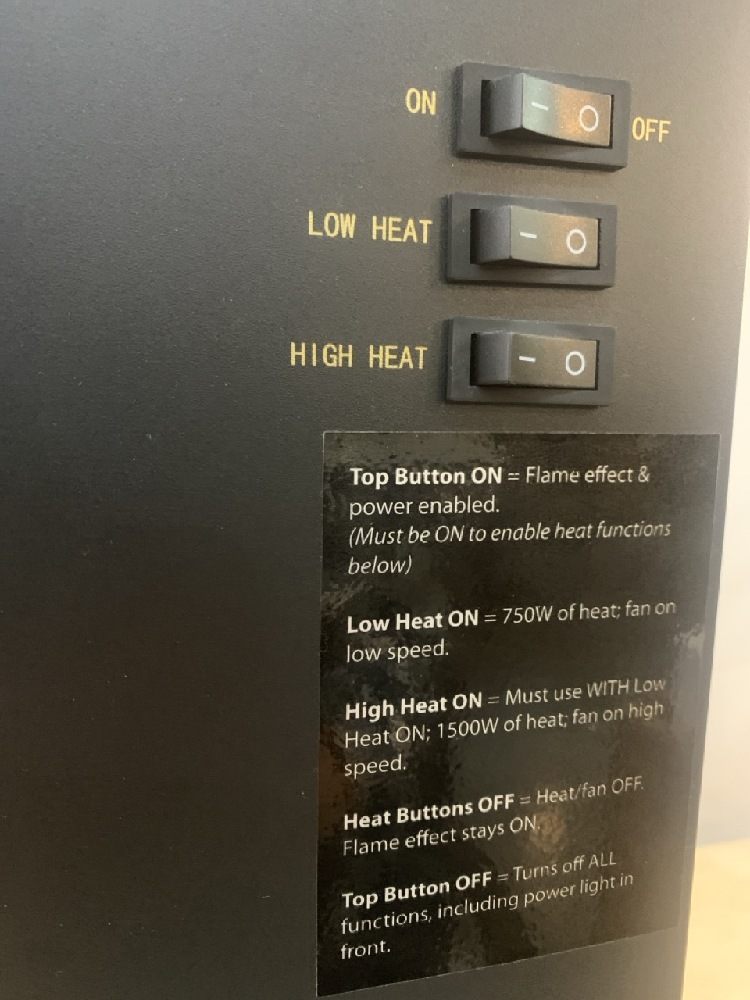 ON
OFF
LOW HEAT
HIGH HEAT
Top Button ON = Flame effect &
power enabled.
(Must be ON to enable heat functions
below)
Low Heat ON = 750W of heat; fan on
low speed.
High Heat ON = Must use WITH Low
Heat ON; 1500W of heat; fan on high
speed.
Heat Buttons OFF = Heat/fan OFF.
Flame effect stays ON.
Top Button OFF = Turns off ALL
functions, including power light in
front.